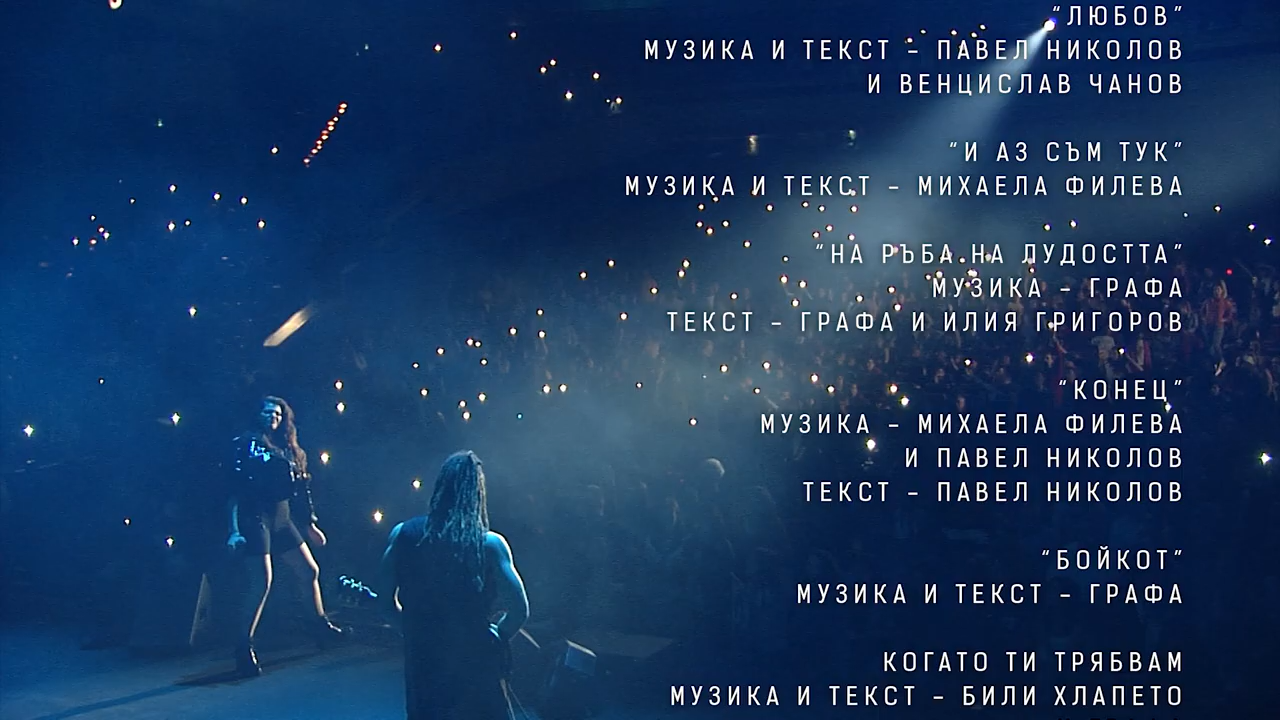 “ЛЮБОВ”
МУЗИКА И ТЕКСТ - ПАВЕЛ НИКОЛОВ
И ВЕНЦИСЛАВ ЧАНОВ
“И АЗ СЪМ ТУК”
МУЗИКА И ТЕКСТ - МИХАЕЛА ФИЛЕВА
“НА РЪБА НА ЛУДОСТТА”
МУЗИКА - ГРАФА
ТЕКСТ - ГРАФА И ИЛИЯ ГРИГОРОВ
“КОНЕЦ”
МУЗИКА - МИХАЕЛА ФИЛЕВА
И ПАВЕЛ НИКОЛОВ
ТЕКСТ - ПАВЕЛ НИКОЛОВ
“БОЙКОТ”
МУЗИКА И ТЕКСТ - ГРАФА
КОГАТО ТИ ТРЯБВАМ
МУЗИКА И ТЕКСТ - БИЛИ ХЛАПЕТО